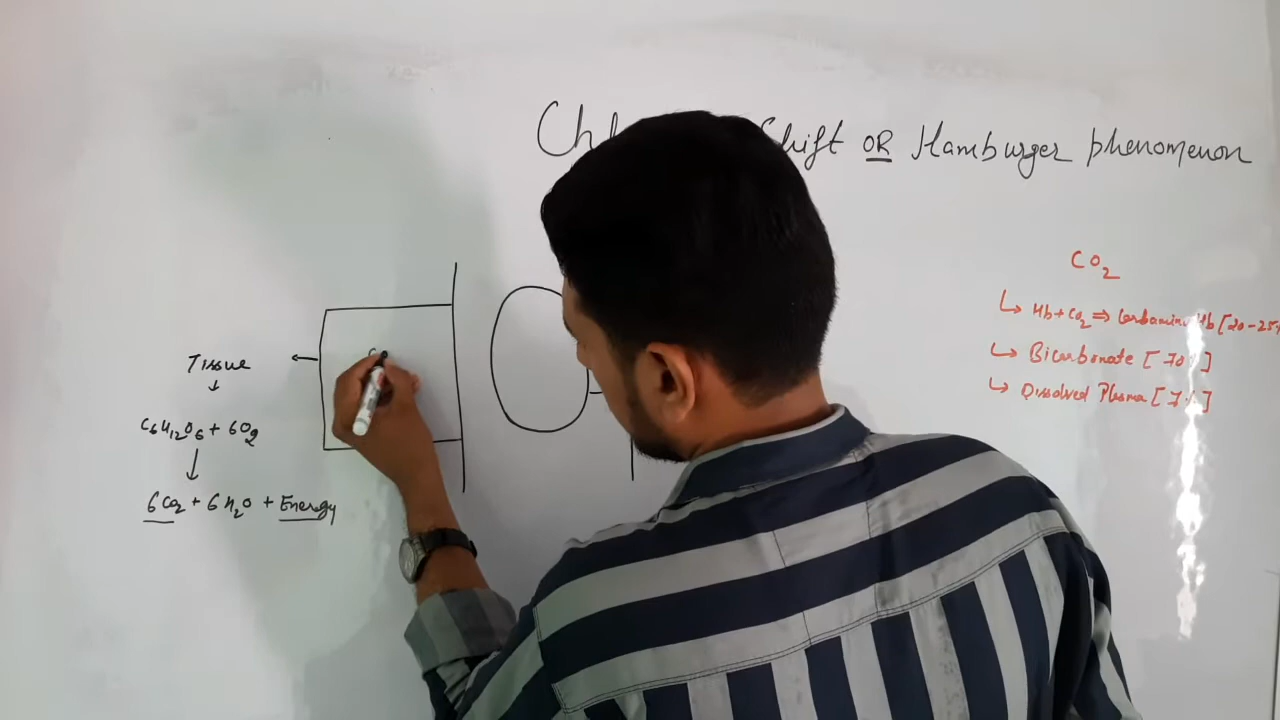 Shift OR Hamburger phenomenon
CO2
↳ Hb+CO2 ⇒ Carbamino Hb [20-25%
↳ Bicarbonate [70%]
↳ Dissolved Plasma [7%]
Tissue
↓
C6H12O6 + 6O2
↓
6CO2 + 6H2O + Energy